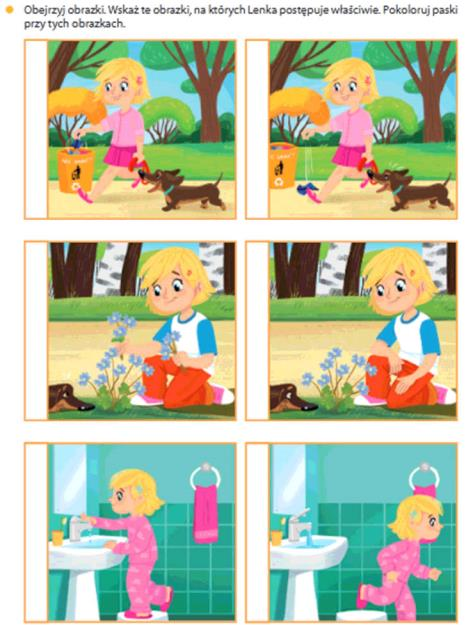 Obejrzyj obrazki. Wskaż te obrazki, na których Lenka postępuje właściwie. Pokoloruj paski
przy tych obrazkach.